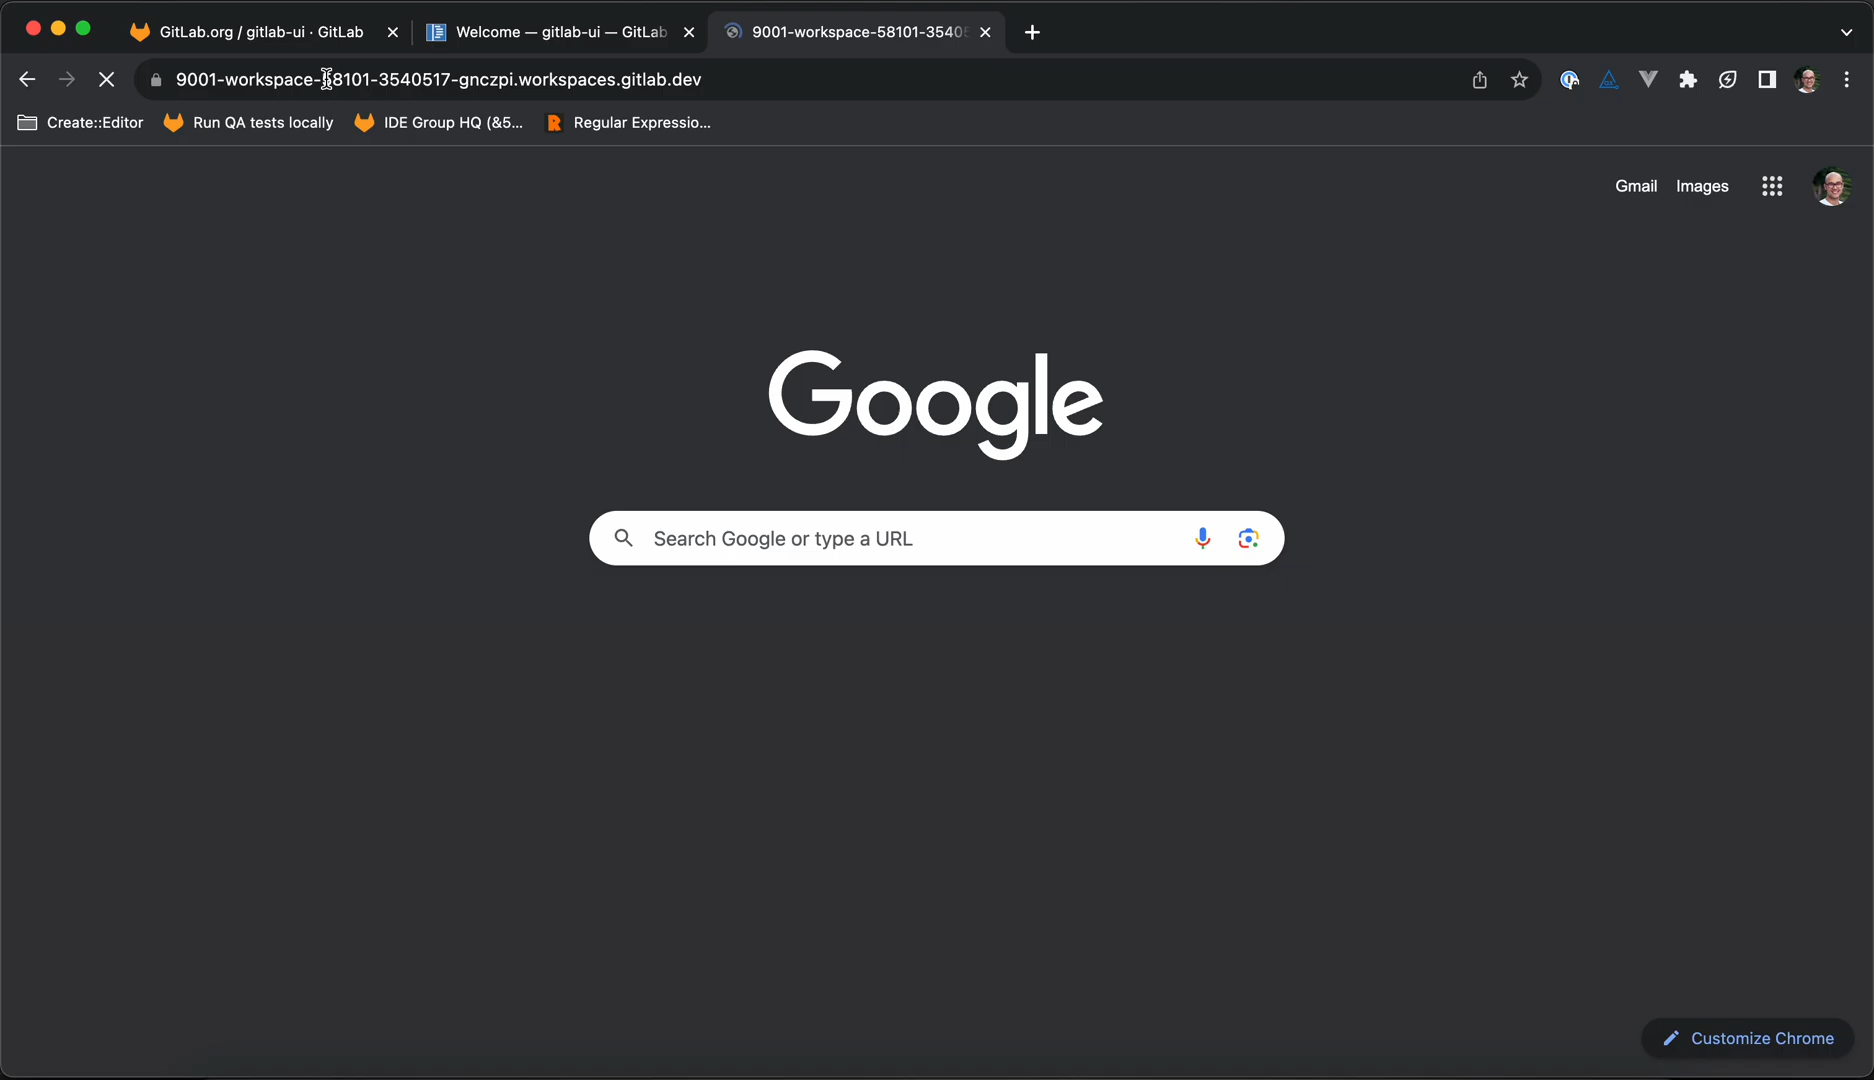 GitLab.org / gitlab-ui · GitLab
Welcome — gitlab-ui — GitLab
9001-workspace-58101-3540
9001-workspace-58101-3540517-gnczpi.workspaces.gitlab.dev
Create::Editor
Run QA tests locally
IDE Group HQ (&5...
Regular Expressio...
Gmail
Images
Google
Search Google or type a URL
Customize Chrome